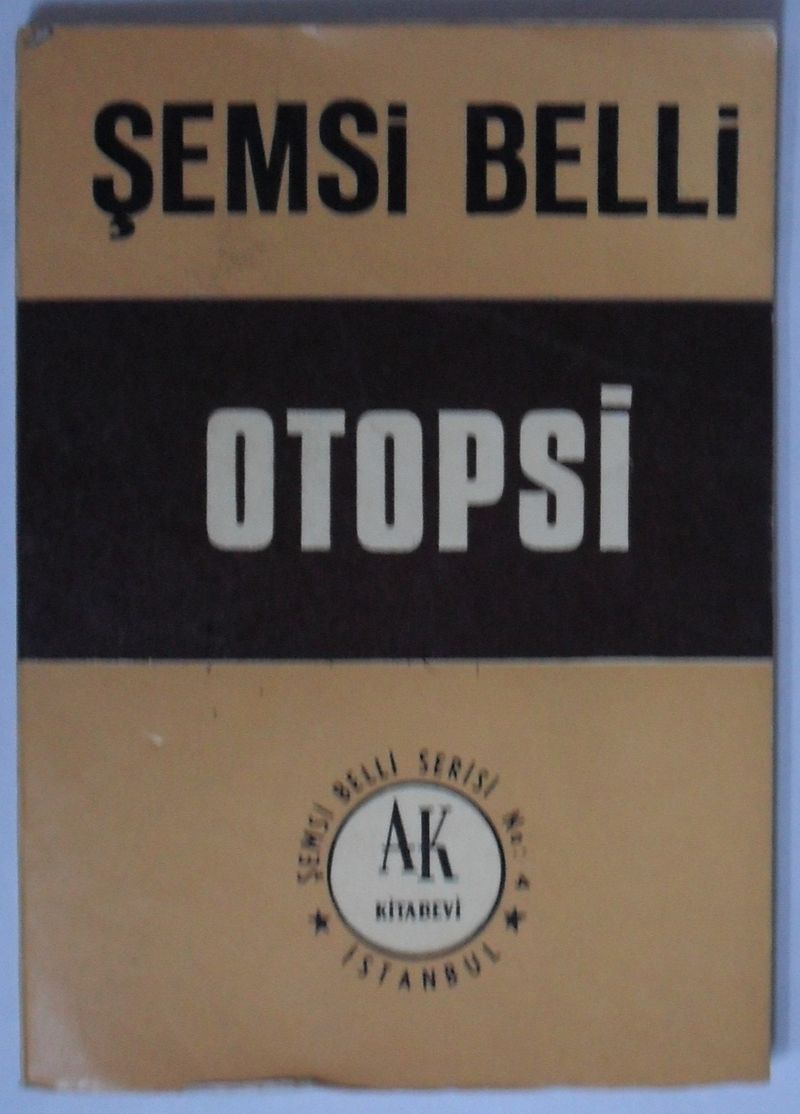 ŞEMSİ BELLİ
OTOPSİ
ŞEMSİ BELLİ SERİSİ No: 4
AK
KİTABEVİ
İSTANBUL